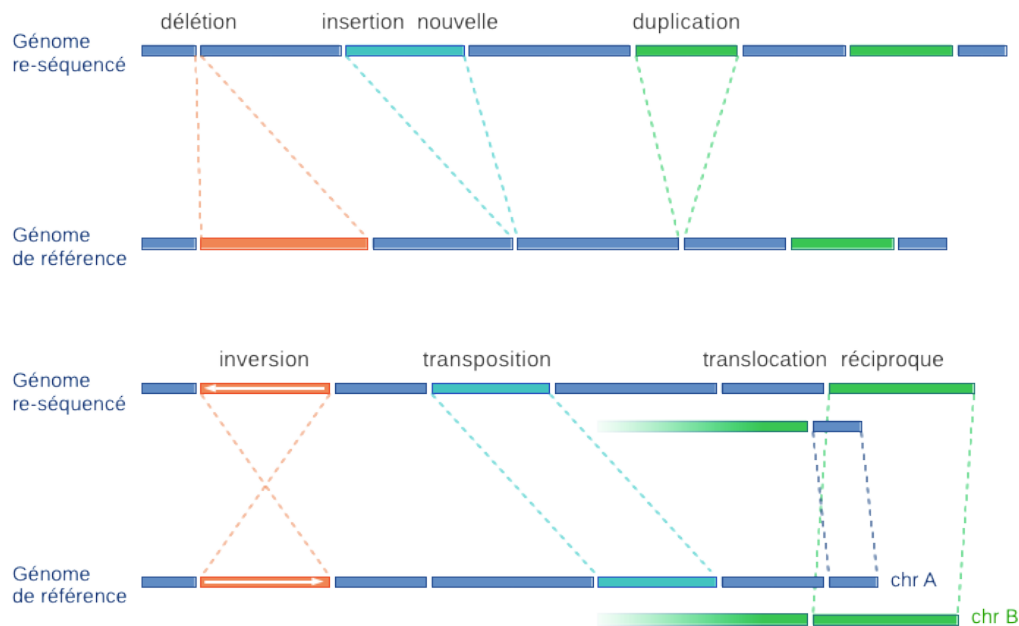 délétion insertion nouvelle duplication
Génome
re-séquencé
Génome
de référence
inversion transposition translocation réciproque
Génome
re-séquencé
Génome
de référence
chr A
chr B